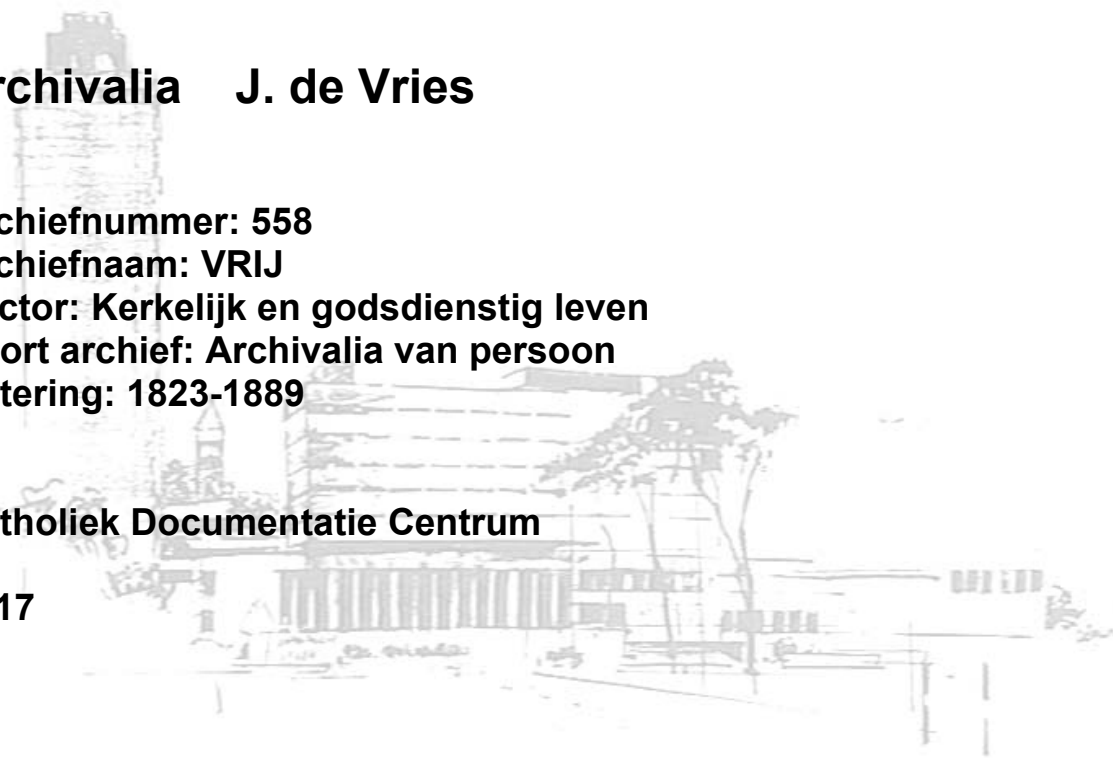 rchivalia J. de Vries
chiefnummer: 558
chiefnaam: VRIJ
ctor: Kerkelijk en godsdienstig leven
ort archief: Archivalia van persoon
tering: 1823-1889
tholiek Documentatie Centrum
17